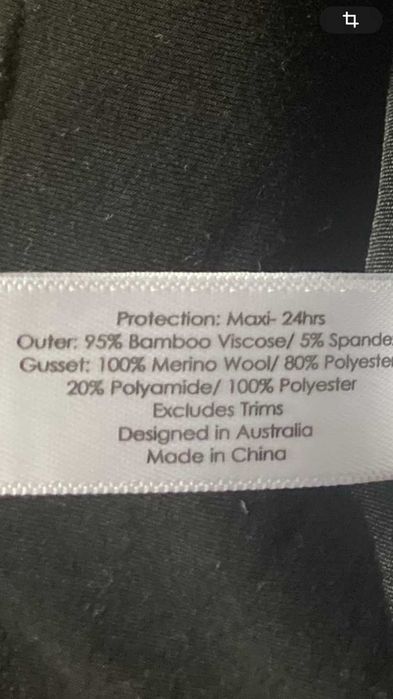 Protection: Maxi- 24hrs
Outer: 95% Bamboo Viscose/ 5% Spande
Gusset: 100% Merino Wool/ 80% Polyeste
20% Polyamide/ 100% Polyester
Excludes Trims
Designed in Australia
Made in China